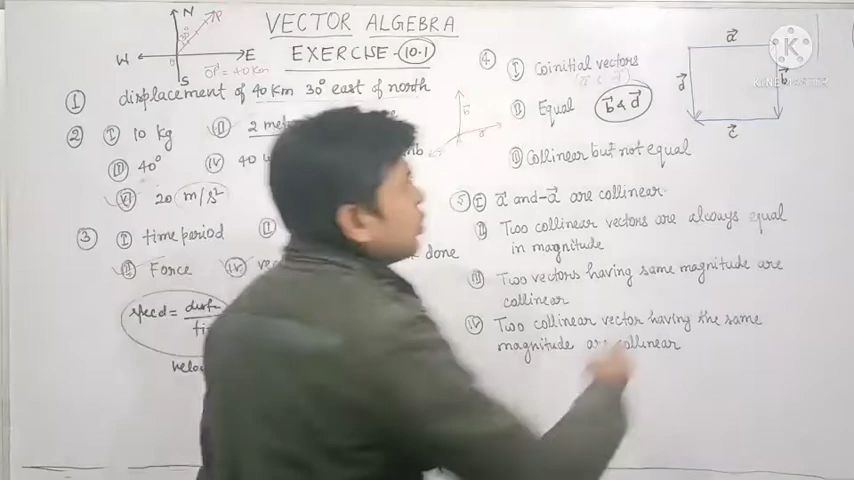 VECTOR ALGEBRA
EXERCISE - 10.1
N
P
30°
W
E
O
S
OP = 40 Km
① displacement of 40 km 30° east of north
② Ⓘ 10 kg
Ⓘⓘ 2 met
Ⓘⓘⓘ 40°
ⓘⓥ 40
ⓥⓘ 20 m/s²
③ Ⓘ time period
Ⓘⓘ
Ⓘⓘⓘ Force
ⓘⓥ ve
done
speed = dist
velo
④ Ⓘ Coinitial vectors
Ⓘⓘ Equal b & d
Ⓘⓘⓘ Collinear but not equal
a
b
c
d
K
KINEMASTER
⑤ Ⓘ a and -a are collinear.
Ⓘⓘ Two collinear vectors are always equal
in magnitude
Ⓘⓘⓘ Two vectors having same magnitude are
collinear
ⓘⓥ Two collinear vector having the same
magnitude are collinear